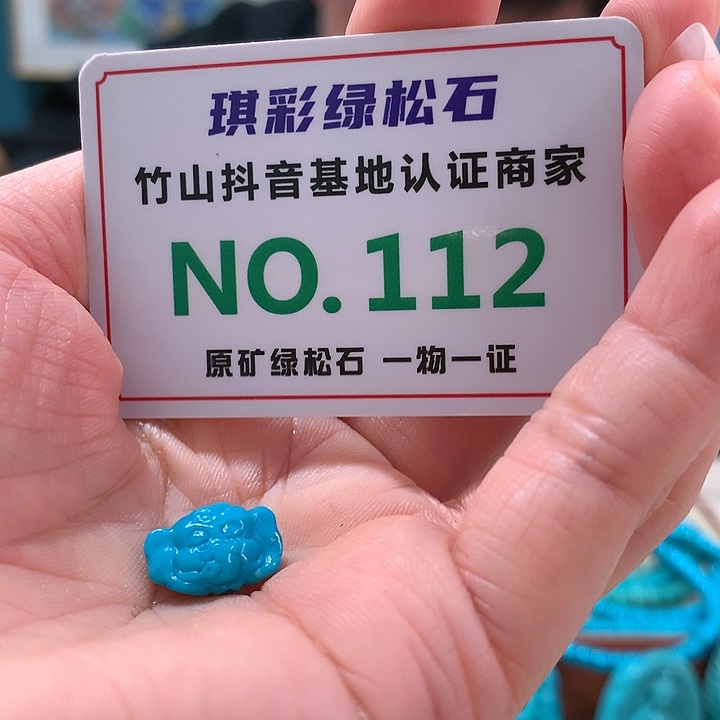 琪彩绿松石
竹山抖音基地认证商家
NO.112
原矿绿松石 一物一证